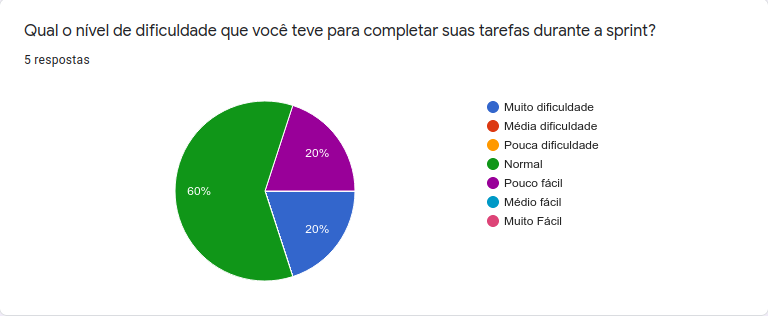 Qual o nível de dificuldade que você teve para completar suas tarefas durante a sprint?
5 respostas
20%
60%
20%
Muito dificuldade
Média dificuldade
Pouca dificuldade
Normal
Pouco fácil
Médio fácil
Muito Fácil